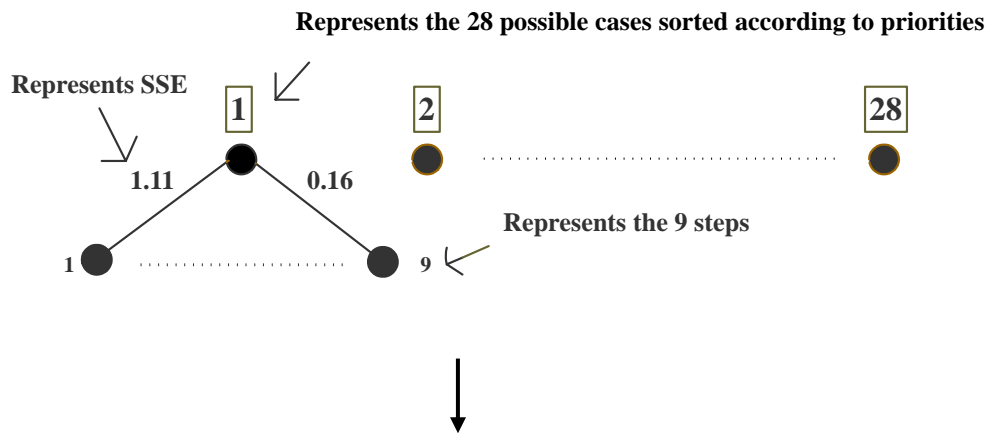 Represents the 28 possible cases sorted according to priorities
Represents SSE
1
2
28
1.11
0.16
Represents the 9 steps
1
9